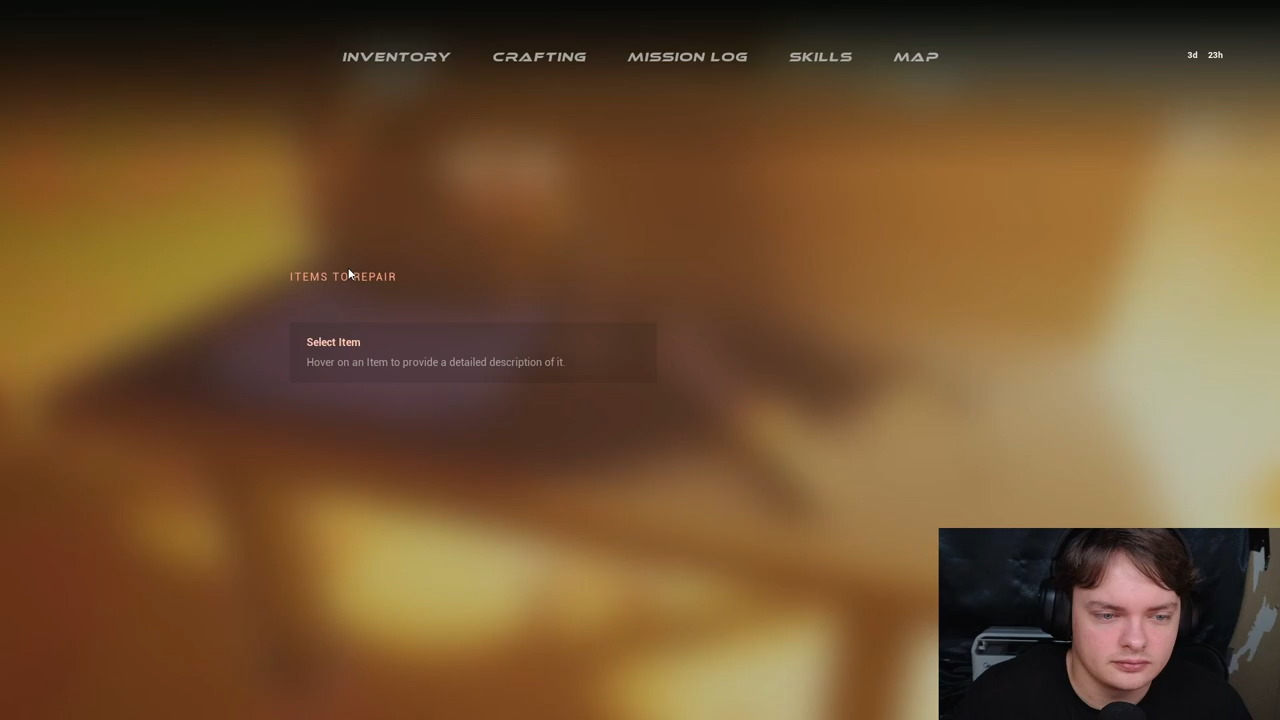 INVENTORY CRAFTING MISSION LOG SKILLS MAP 3d 23h
ITEMS TO REPAIR
Select Item
Hover on an Item to provide a detailed description of it.